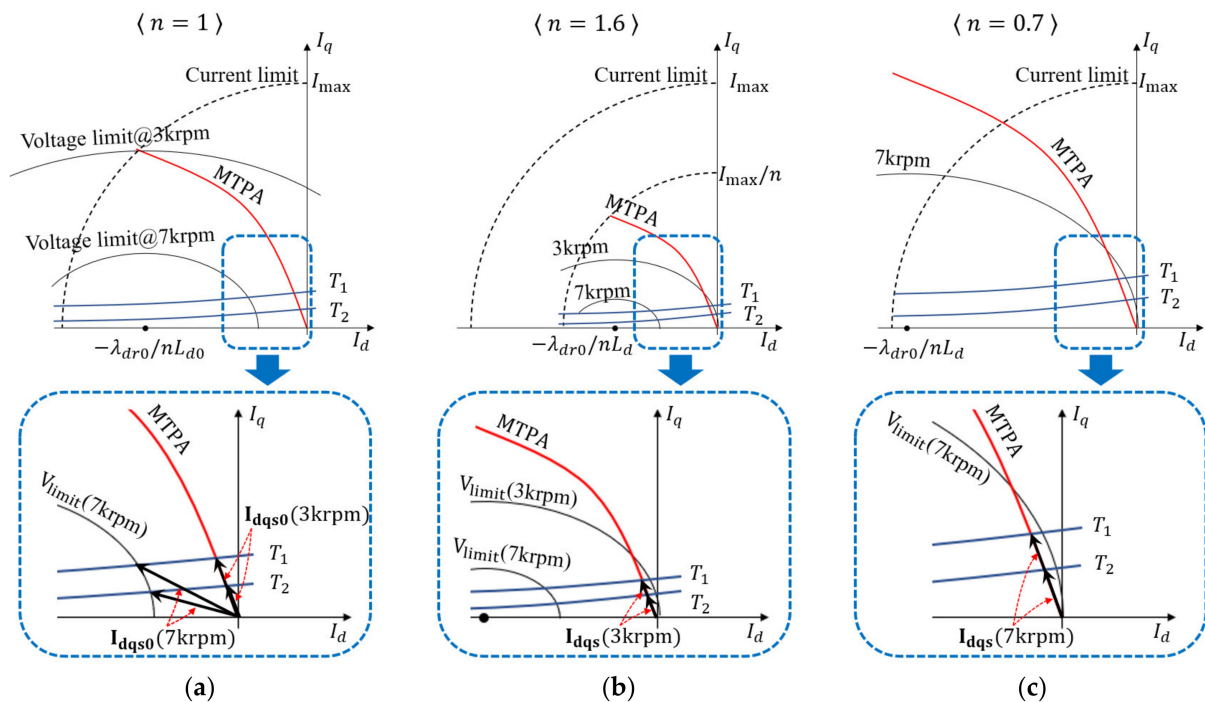 ⟨ n = 1 ⟩
I_q
Current limit
I_max
Voltage limit@3krpm
MTPA
Voltage limit@7krpm
T_1
T_2
−λ_dr0/nL_d0
I_d
MTPA
I_q
V_limit(7krpm)
I_dqs0(3krpm)
T_1
T_2
I_dqs0(7krpm)
I_d
(a)
⟨ n = 1.6 ⟩
I_q
Current limit
I_max
I_max/n
MTPA
3krpm
7krpm
T_1
T_2
−λ_dr0/nL_d
I_d
I_q
MTPA
V_limit(3krpm)
V_limit(7krpm)
T_1
T_2
I_dqs(3krpm)
I_d
(b)
⟨ n = 0.7 ⟩
I_q
Current limit
I_max
7krpm
MTPA
T_1
T_2
−λ_dr0/nL_d
I_d
I_q
MTPA
V_limit(7krpm)
T_1
T_2
I_dqs(7krpm)
I_d
(c)